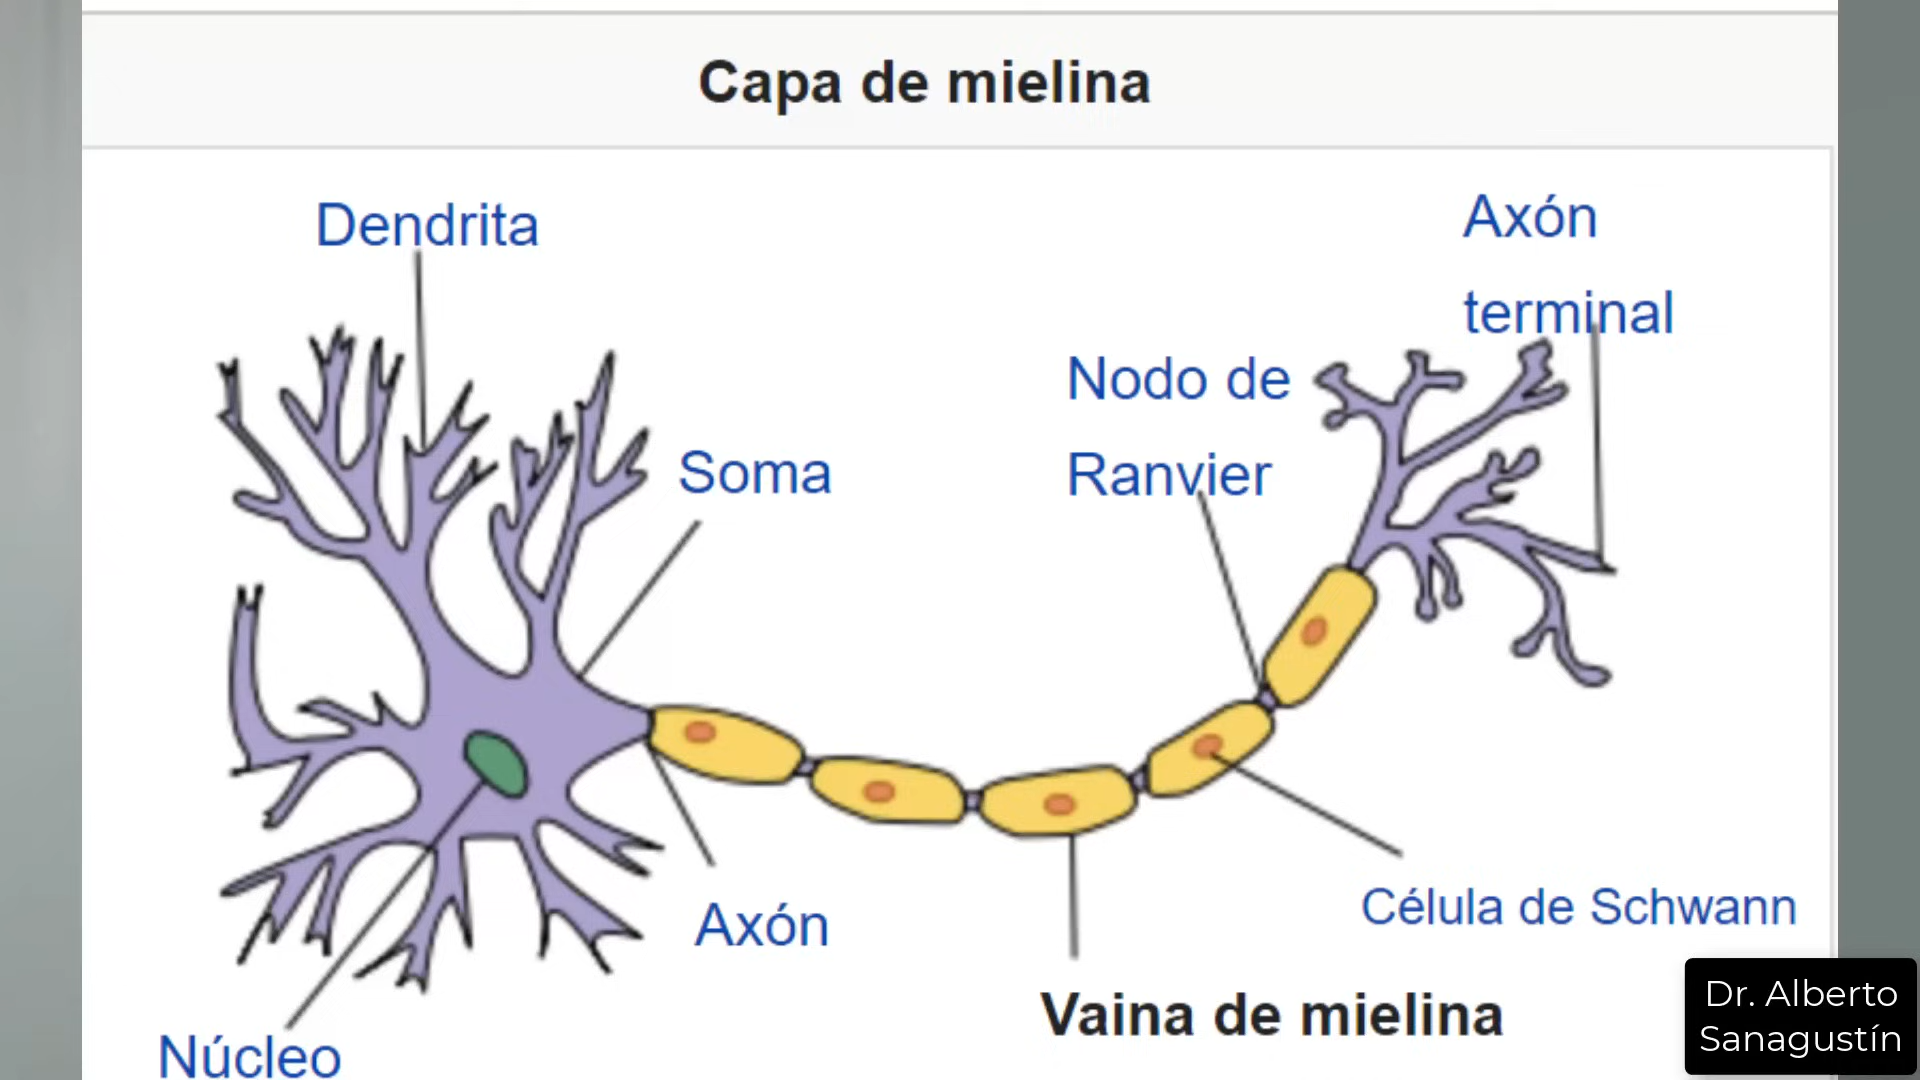 Capa de mielina
Dendrita
Axón
terminal
Nodo de
Ranvier
Soma
Célula de Schwann
Axón
Vaina de mielina
Núcleo
Dr. Alberto
Sanagustín